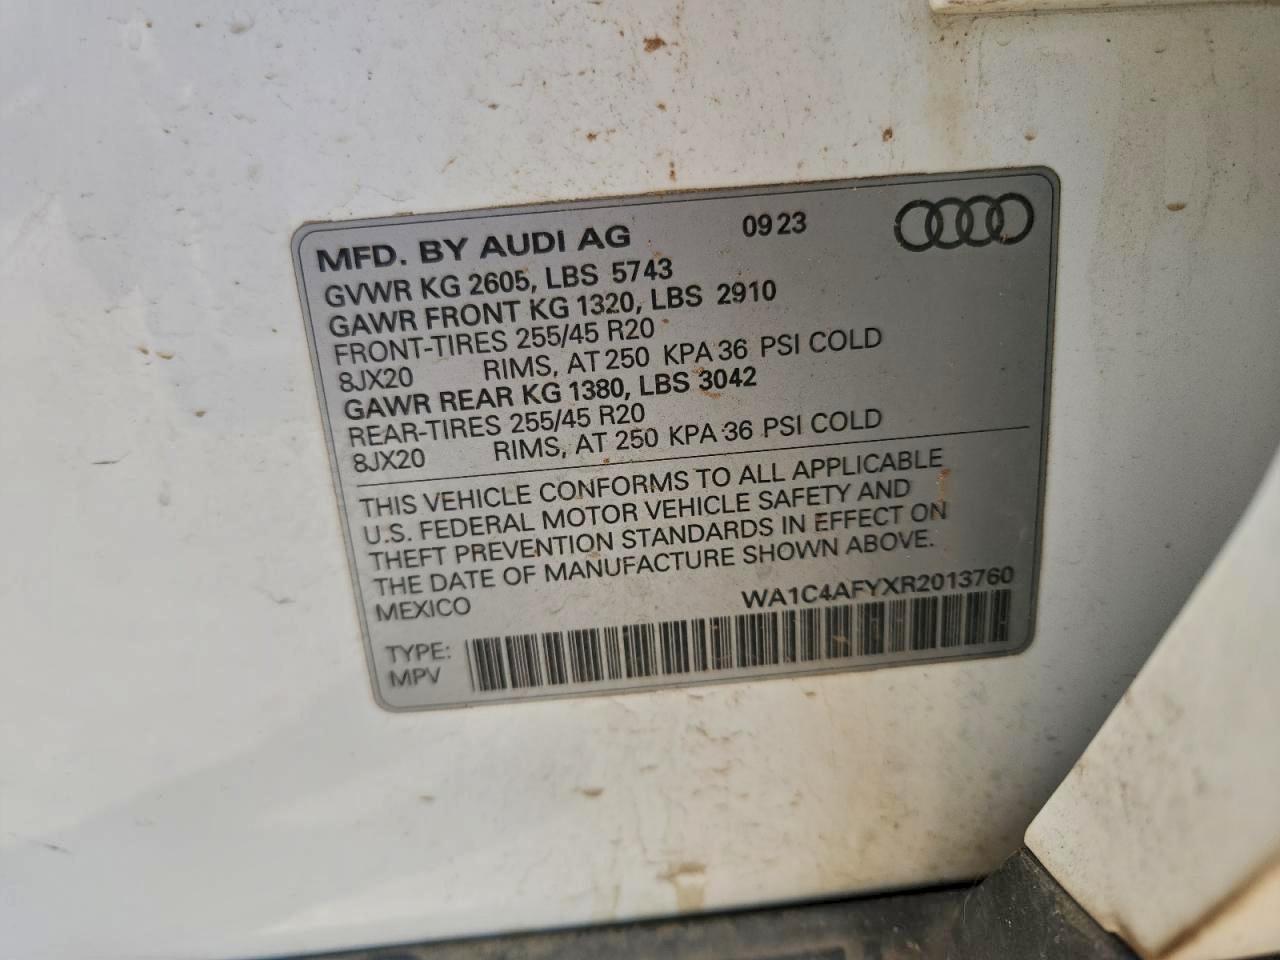 MFD. BY AUDI AG 09 23
GVWR KG 2605, LBS 5743
GAWR FRONT KG 1320, LBS 2910
FRONT-TIRES 255/45 R20
8JX20 RIMS, AT 250 KPA 36 PSI COLD
GAWR REAR KG 1380, LBS 3042
REAR-TIRES 255/45 R20
8JX20 RIMS, AT 250 KPA 36 PSI COLD
THIS VEHICLE CONFORMS TO ALL APPLICABLE
U.S. FEDERAL MOTOR VEHICLE SAFETY AND
THEFT PREVENTION STANDARDS IN EFFECT ON
THE DATE OF MANUFACTURE SHOWN ABOVE.
MEXICO WA1C4AFYXR2013760
TYPE:
MPV